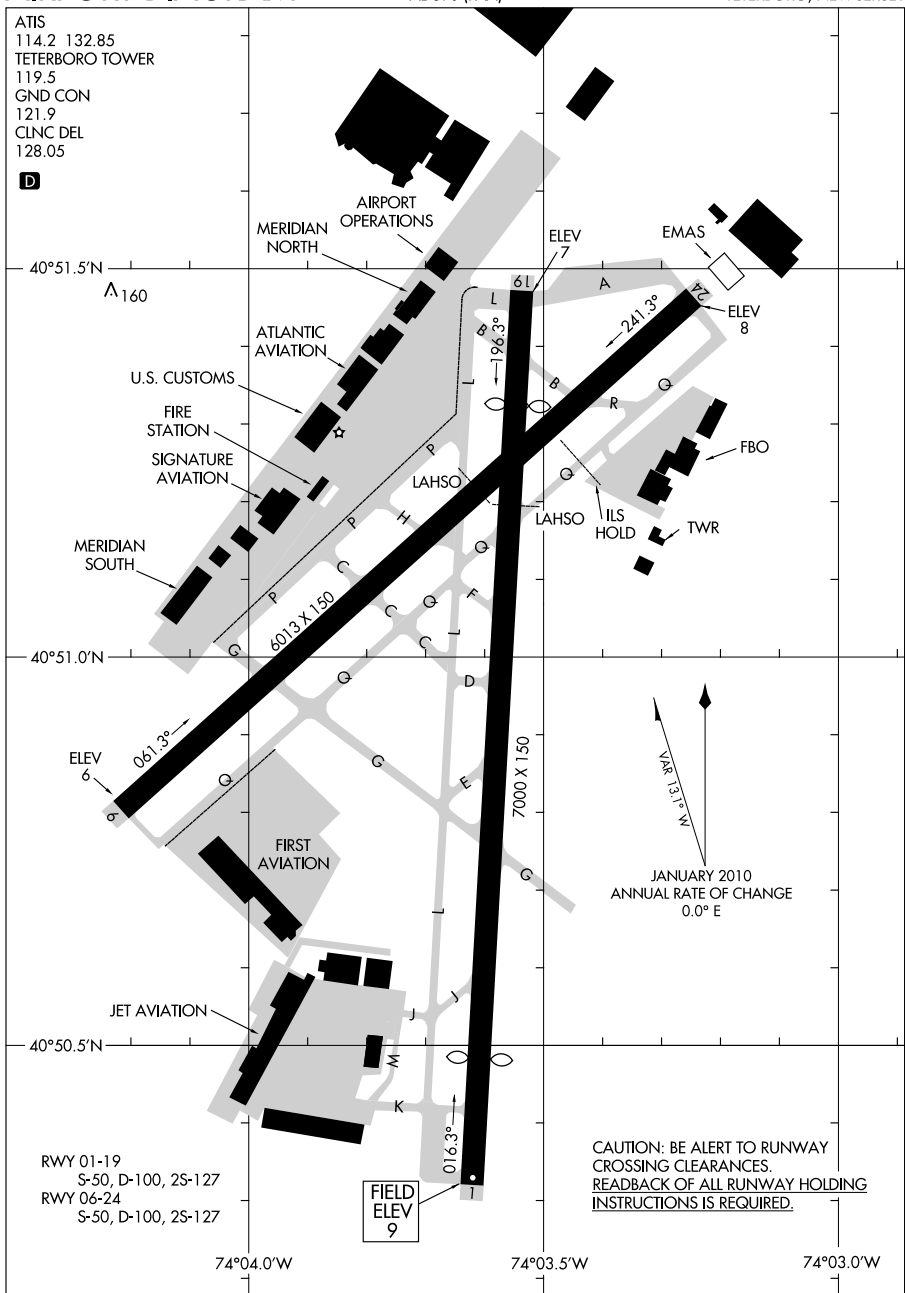 ATIS
114.2 132.85
TETERBORO TOWER
119.5
GND CON
121.9
CLNC DEL
128.05
D
AIRPORT
OPERATIONS
MERIDIAN
NORTH
ELEV
7
EMAS
40°51.5'N
160
19
L
A
24
ELEV
8
ATLANTIC
AVIATION
196.3°
241.3°
B
U.S. CUSTOMS
L
B
Q
R
FIRE
STATION
FBO
SIGNATURE
AVIATION
P
LAHSO
Q
LAHSO
ILS
HOLD
TWR
P
H
MERIDIAN
SOUTH
Q
C
P
F
Q
C
6013 X 150
L
C
40°51.0'N
G
Q
D
061.3°
ELEV
6
G
Q
E
7000 X 150
VAR 13.1° W
6
FIRST
AVIATION
G
JANUARY 2010
ANNUAL RATE OF CHANGE
0.0° E
L
J
JET AVIATION
J
40°50.5'N
M
K
016.3°
RWY 01-19
S-50, D-100, 2S-127
RWY 06-24
S-50, D-100, 2S-127
FIELD
ELEV
9
1
CAUTION: BE ALERT TO RUNWAY
CROSSING CLEARANCES.
READBACK OF ALL RUNWAY HOLDING
INSTRUCTIONS IS REQUIRED.
74°04.0'W
74°03.5'W
74°03.0'W